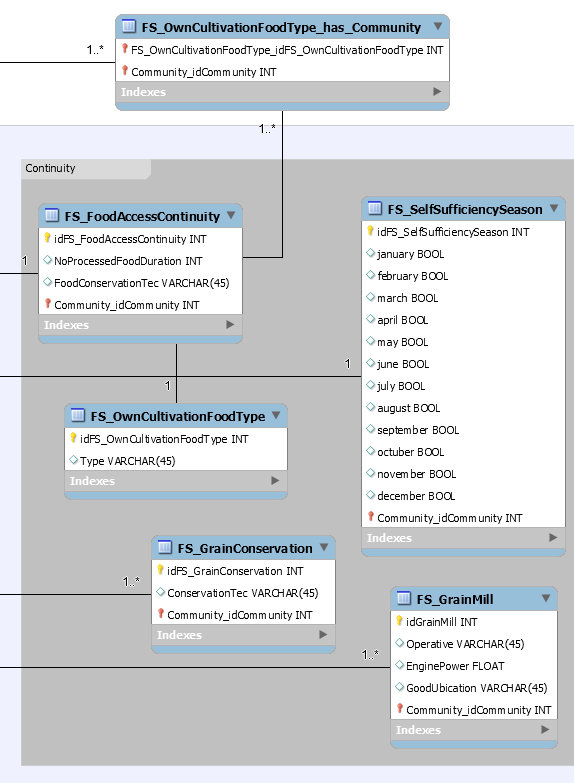 FS_OwnCultivationFoodType_has_Community
1..*
FS_OwnCultivationFoodType_idFS_OwnCultivationFoodType INT
Community_idCommunity INT
Indexes
1..*
Continuity
FS_FoodAccessContinuity
idFS_FoodAccessContinuity INT
1
NoProcessedFoodDuration INT
FoodConservationTec VARCHAR(45)
Community_idCommunity INT
Indexes
FS_SelfSufficiencySeason
idFS_SelfSufficiencySeason INT
january BOOL
february BOOL
march BOOL
april BOOL
may BOOL
1
june BOOL
july BOOL
august BOOL
september BOOL
octuber BOOL
november BOOL
december BOOL
Community_idCommunity INT
Indexes
1
FS_OwnCultivationFoodType
idFS_OwnCultivationFoodType INT
Type VARCHAR(45)
Indexes
FS_GrainConservation
idFS_GrainConservation INT
1..*
ConservationTec VARCHAR(45)
Community_idCommunity INT
Indexes
FS_GrainMill
idGrainMill INT
Operative VARCHAR(45)
1..*
EnginePower FLOAT
GoodUbication VARCHAR(45)
Community_idCommunity INT
Indexes